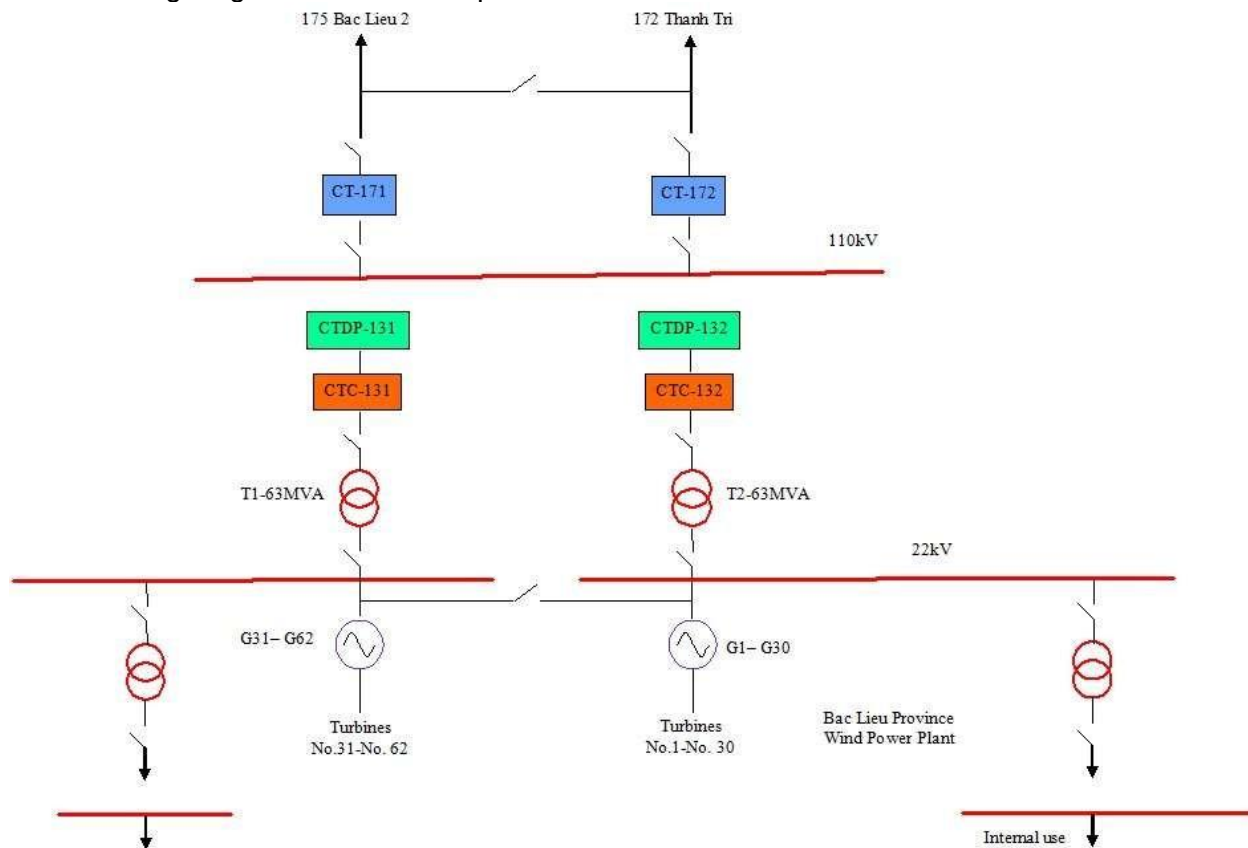 175 Bac Lieu 2
172 Thanh Tri
CT-171
CT-172
110kV
CTDP-131
CTDP-132
CTC-131
CTC-132
T1-63MVA
T2-63MVA
22kV
G31– G62
G1– G30
Turbines
No.31-No. 62
Turbines
No.1-No. 30
Bac Lieu Province
Wind Power Plant
Internal use